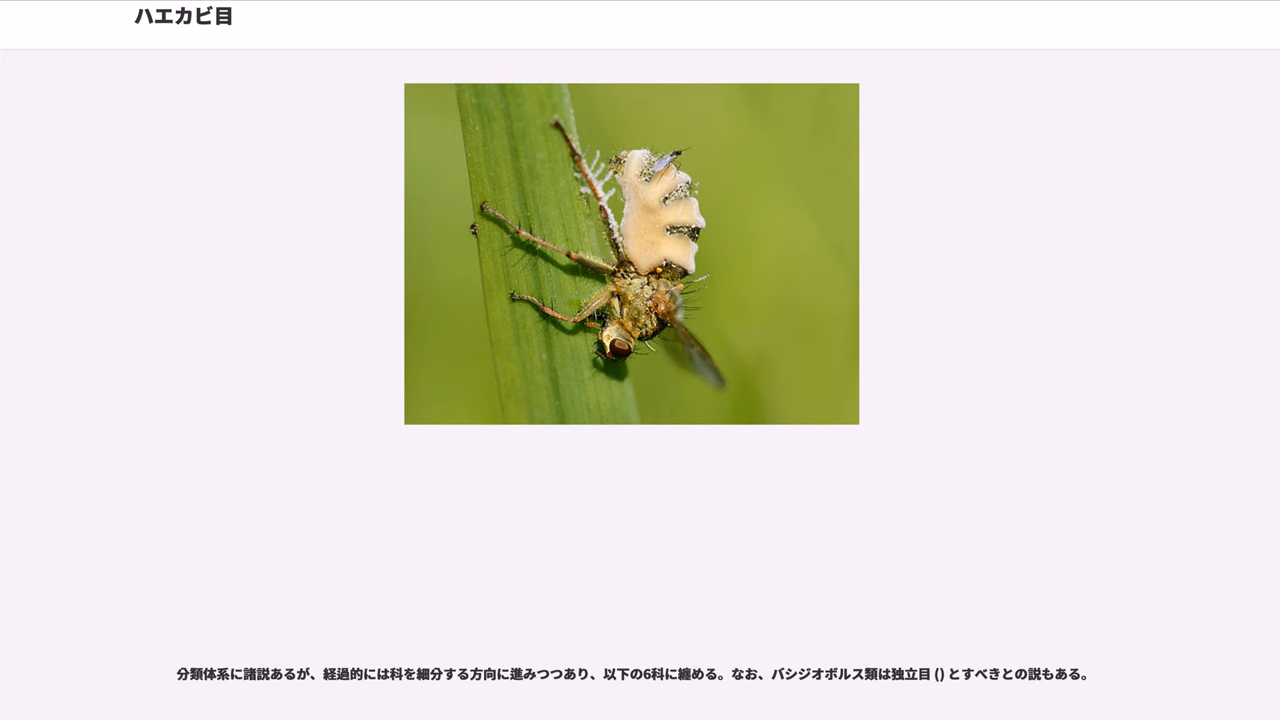 ハエカビ目
分類体系に諸説あるが、経過的には科を細分する方向に進みつつあり、以下の6科に纏める。なお、バシジオボルス類は独立目 () とすべきとの説もある。